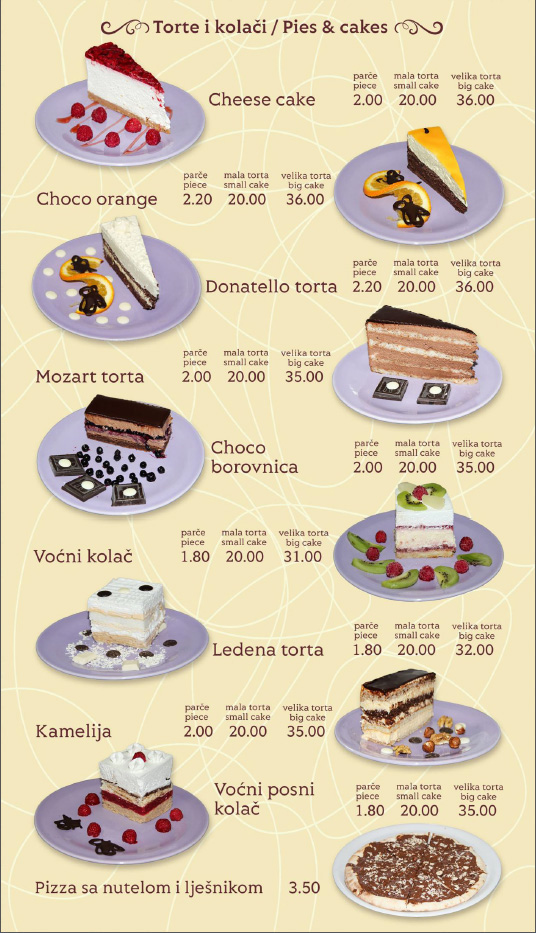 Torte i kolači / Pies & cakes
parče mala torta velika torta
piece small cake big cake
Cheese cake 2.00 20.00 36.00
parče mala torta velika torta
piece small cake big cake
Choco orange 2.20 20.00 36.00
parče mala torta velika torta
piece small cake big cake
Donatello torta 2.20 20.00 36.00
parče mala torta velika torta
piece small cake big cake
Mozart torta 2.00 20.00 35.00
Choco
borovnica
parče mala torta velika torta
piece small cake big cake
2.00 20.00 35.00
parče mala torta velika torta
piece small cake big cake
Voćni kolač 1.80 20.00 31.00
parče mala torta velika torta
piece small cake big cake
Ledena torta 1.80 20.00 32.00
parče mala torta velika torta
piece small cake big cake
Kamelija 2.00 20.00 35.00
Voćni posni
kolač
parče mala torta velika torta
piece small cake big cake
1.80 20.00 35.00
Pizza sa nutelom i lješnikom 3.50